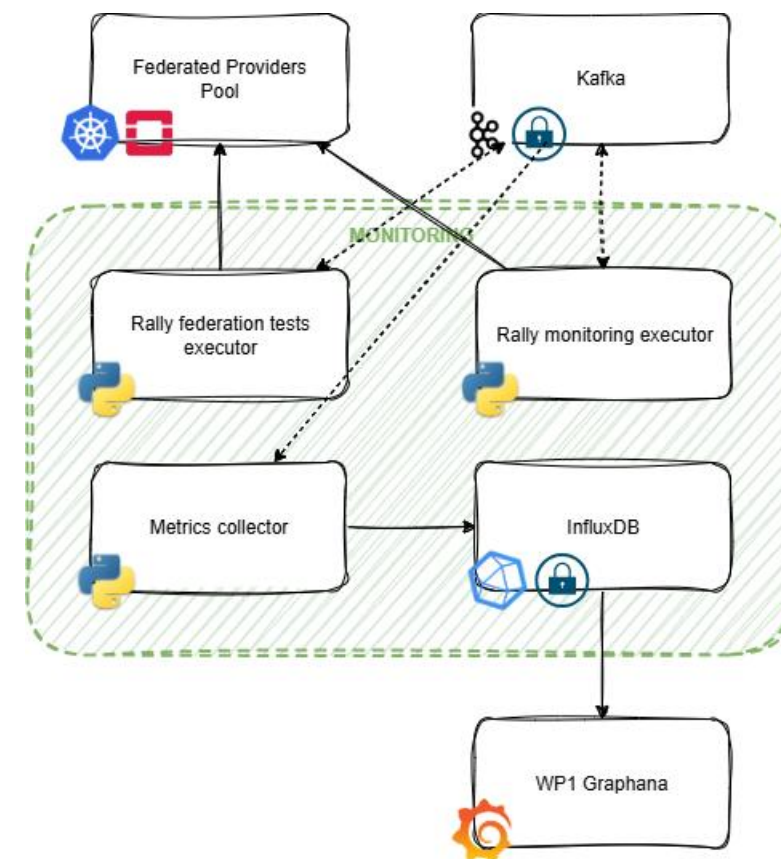 Federated Providers
Pool
Kafka
MONITORING
Rally federation tests
executor
Rally monitoring executor
Metrics collector
InfluxDB
WP1 Graphana